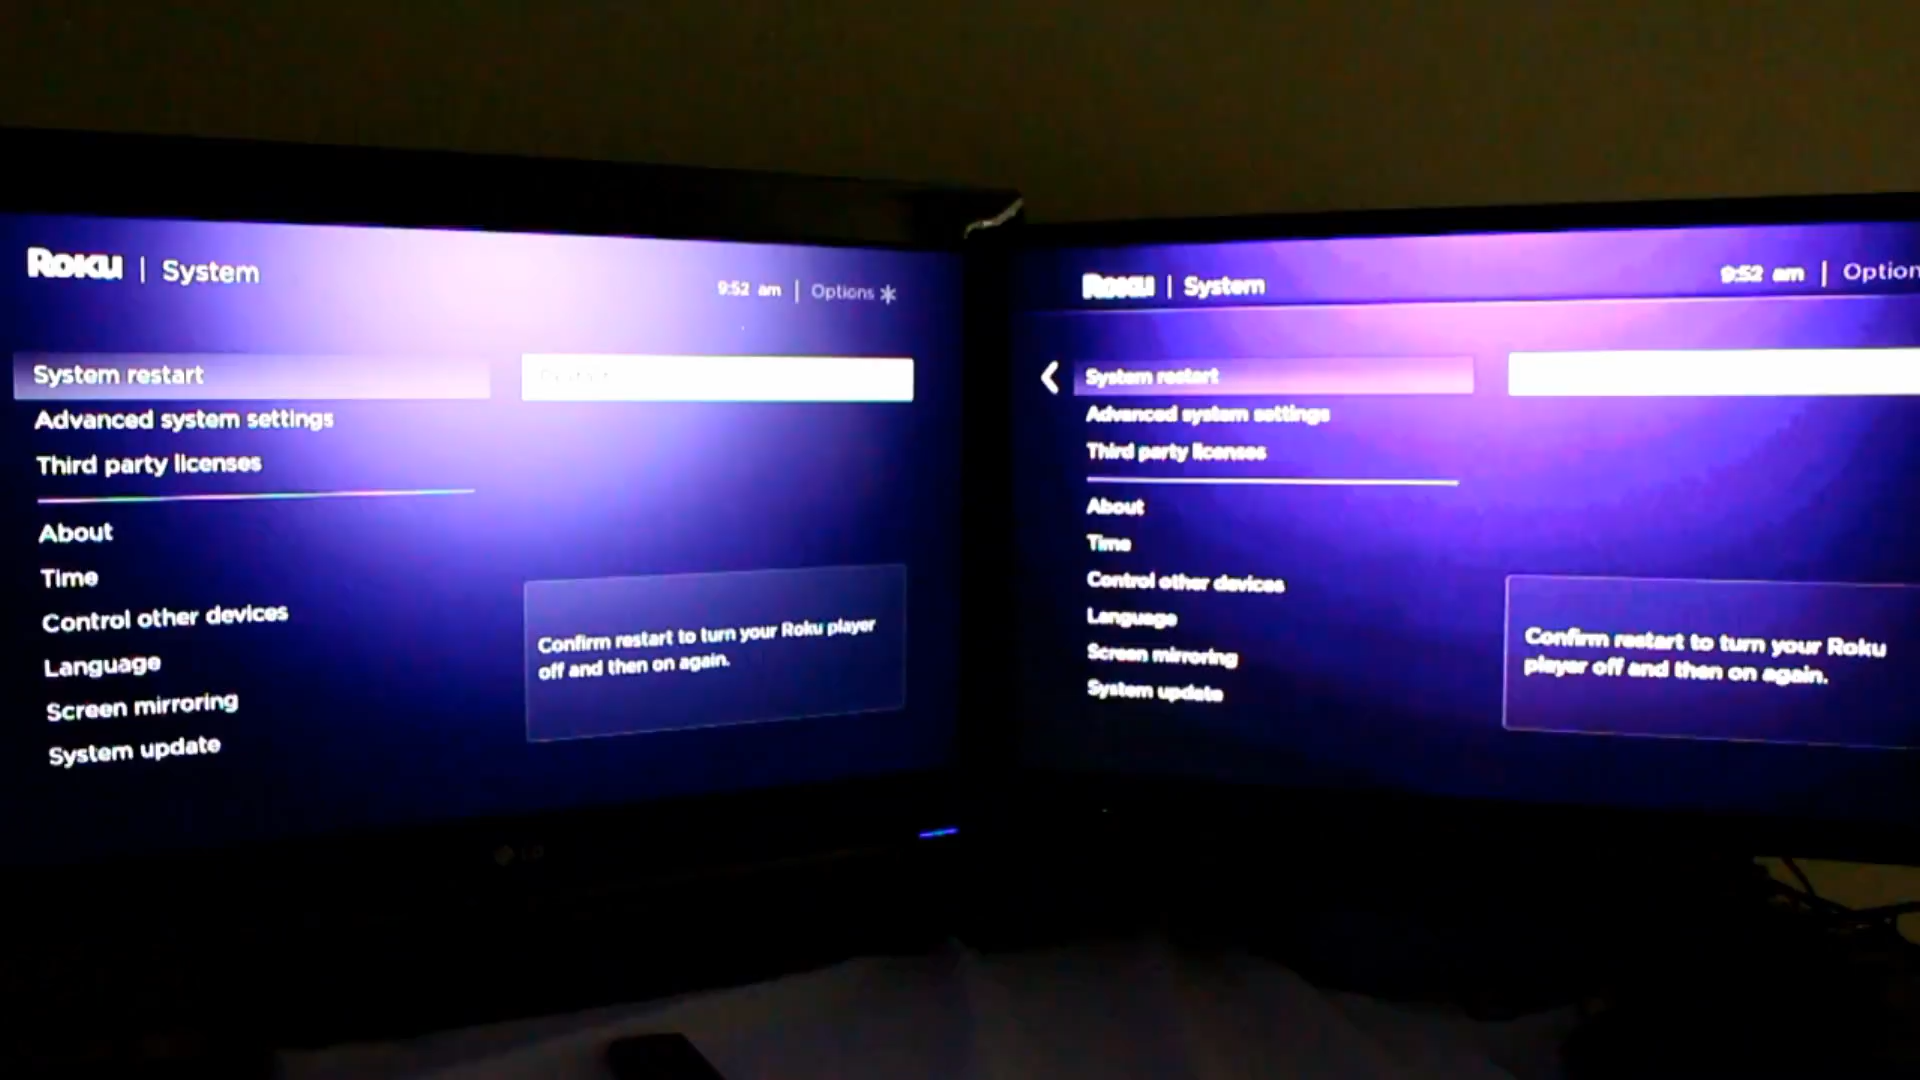 Roku | System
9:52 am | Options *
System restart
Restart
Advanced system settings
Third party licenses
About
Time
Control other devices
Language
Screen mirroring
System update
Confirm restart to turn your Roku player
off and then on again.
LG
Roku | System
9:52 am | Option
System restart
Advanced system settings
Third party licenses
About
Time
Control other devices
Language
Screen mirroring
System update
Confirm restart to turn your Roku
player off and then on again.